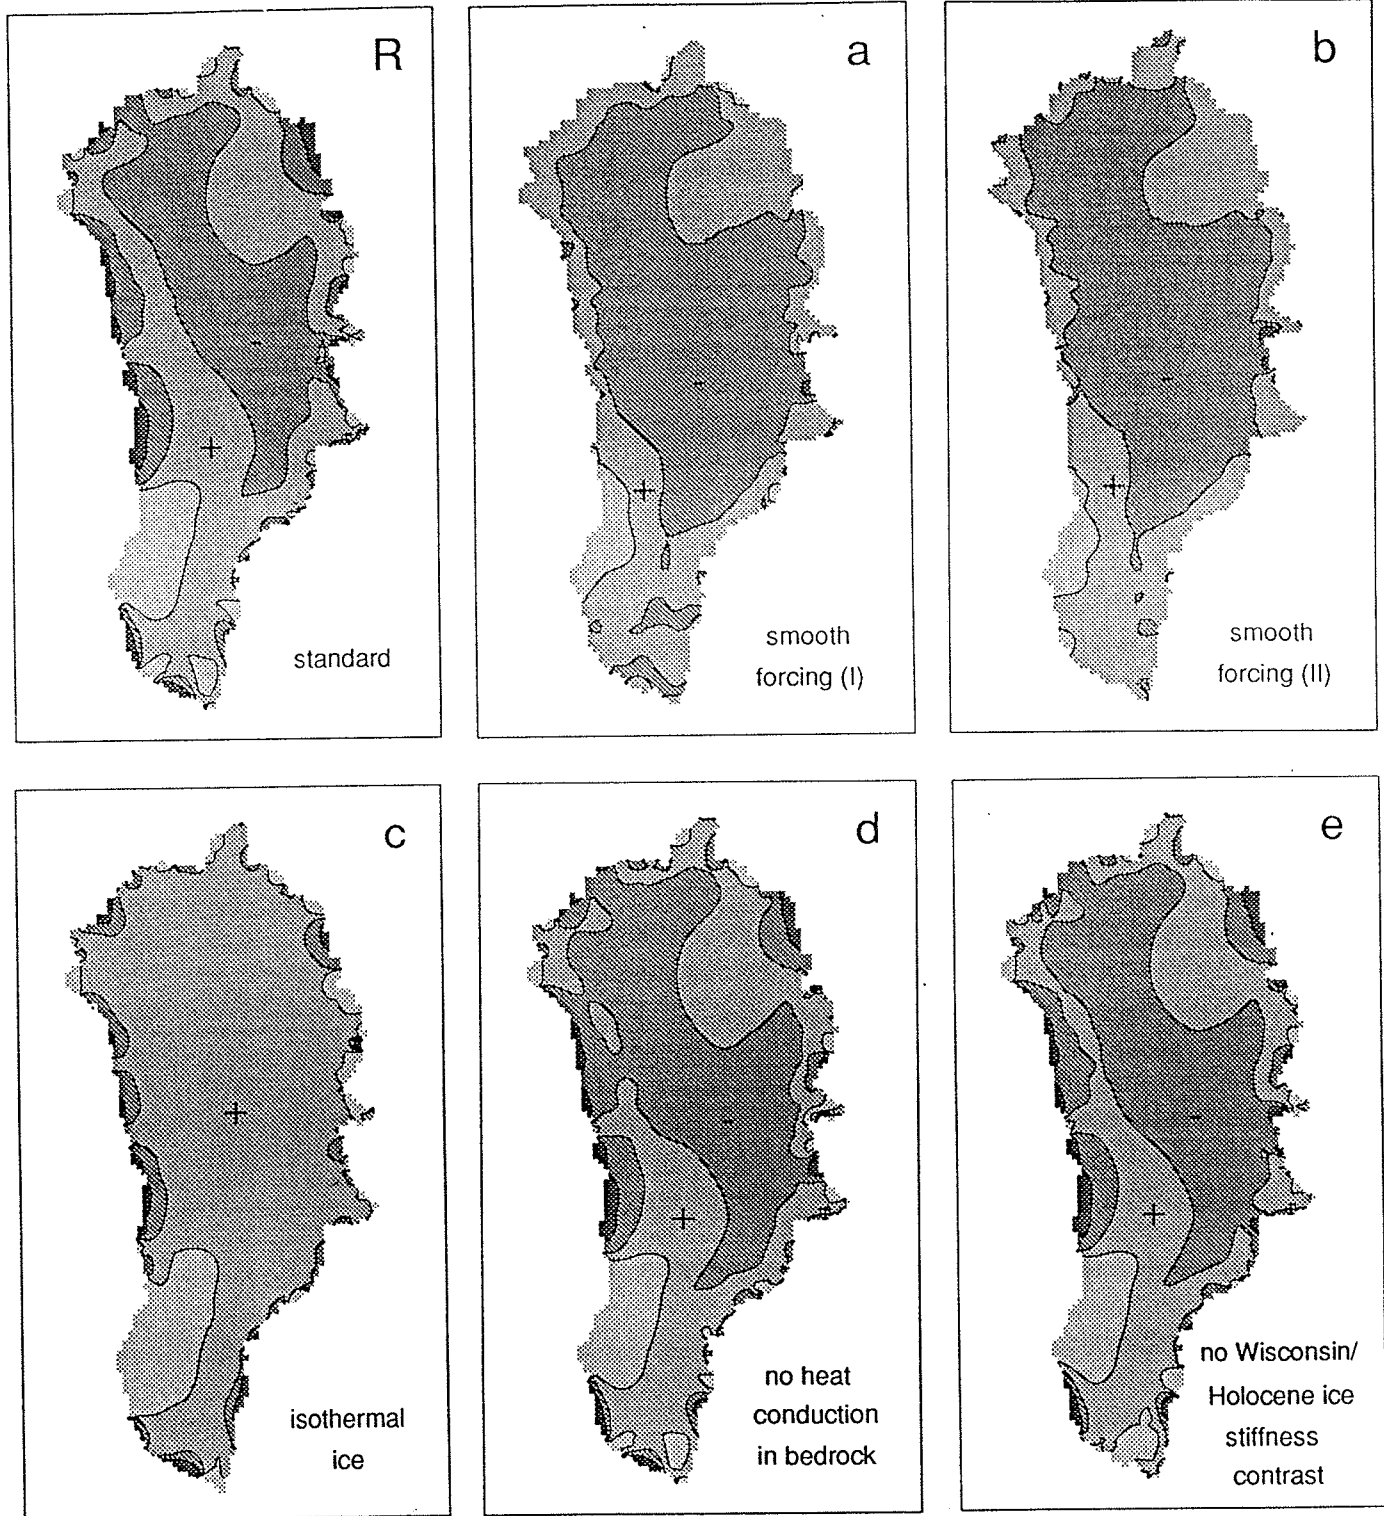 R
standard
a
smooth
forcing (I)
b
smooth
forcing (II)
c
isothermal
ice
d
no heat
conduction
in bedrock
e
no Wisconsin/
Holocene ice
stiffness
contrast